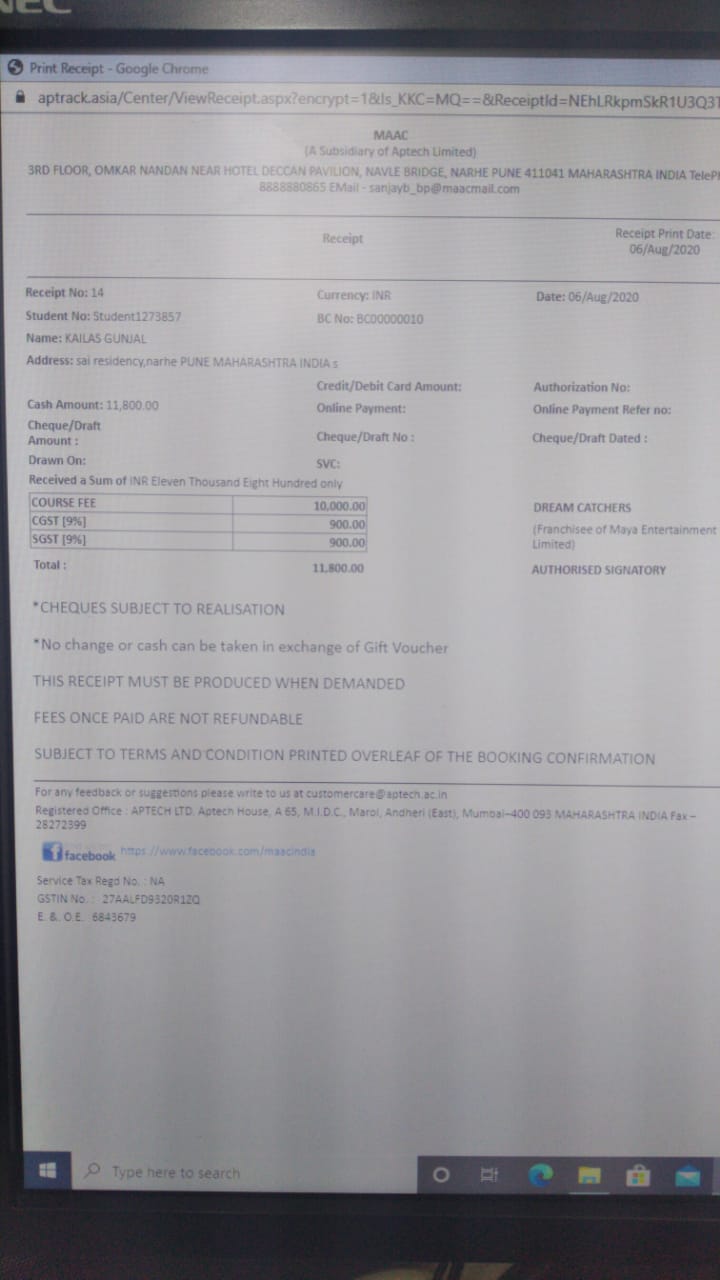 NEC
Print Receipt - Google Chrome
aptrack.asia/Center/ViewReceipt.aspx?encrypt=1&Is_KKC=MQ==&ReceiptId=NEhLRkpmSkR1U3Q3T
MAAC
(A Subsidiary of Aptech Limited)
3RD FLOOR, OMKAR NANDAN NEAR HOTEL DECCAN PAVILION, NAVLE BRIDGE, NARHE PUNE 411041 MAHARASHTRA INDIA TeleP
8888880865 EMail - sanjayb_bp@maacmail.com
Receipt
Receipt Print Date:
06/Aug/2020
Receipt No: 14 Currency: INR Date: 06/Aug/2020
Student No: Student1273857 BC No: BC00000010
Name: KAILAS GUNJAL
Address: sai residency,narhe PUNE MAHARASHTRA INDIA s
Credit/Debit Card Amount: Authorization No:
Cash Amount: 11,800.00 Online Payment: Online Payment Refer no:
Cheque/Draft
Amount : Cheque/Draft No : Cheque/Draft Dated :
Drawn On: SVC:
Received a Sum of INR Eleven Thousand Eight Hundred only
COURSE FEE 10,000.00
CGST [9%] 900.00
SGST [9%] 900.00
Total : 11,800.00
DREAM CATCHERS
(Franchisee of Maya Entertainment
Limited)
AUTHORISED SIGNATORY
*CHEQUES SUBJECT TO REALISATION
*No change or cash can be taken in exchange of Gift Voucher
THIS RECEIPT MUST BE PRODUCED WHEN DEMANDED
FEES ONCE PAID ARE NOT REFUNDABLE
SUBJECT TO TERMS AND CONDITION PRINTED OVERLEAF OF THE BOOKING CONFIRMATION
For any feedback or suggestions please write to us at customercare@aptech.ac.in
Registered Office : APTECH LTD. Aptech House, A 65, M.I.D.C., Marol, Andheri (East), Mumbai-400 093 MAHARASHTRA INDIA Fax –
28272399
facebook https://www.facebook.com/maacindia
Service Tax Regd No. : NA
GSTIN No. : 27AALFD9320R1ZQ
E. & O.E. 6843679
Type here to search